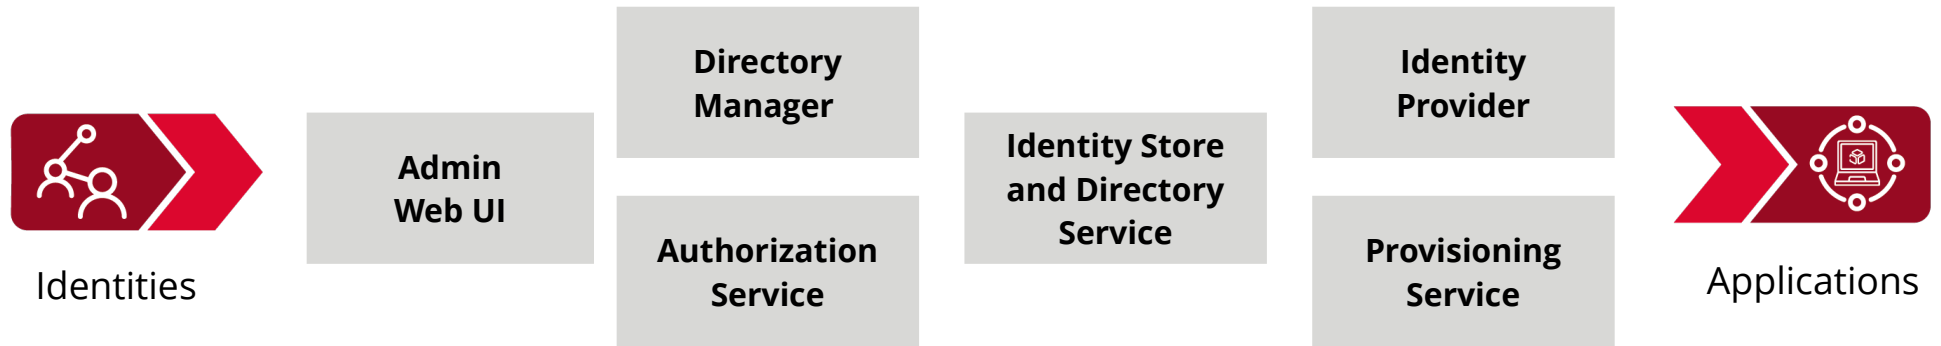 Identities
Admin
Web UI
Directory
Manager
Authorization
Service
Identity Store
and Directory
Service
Identity
Provider
Provisioning
Service
Applications